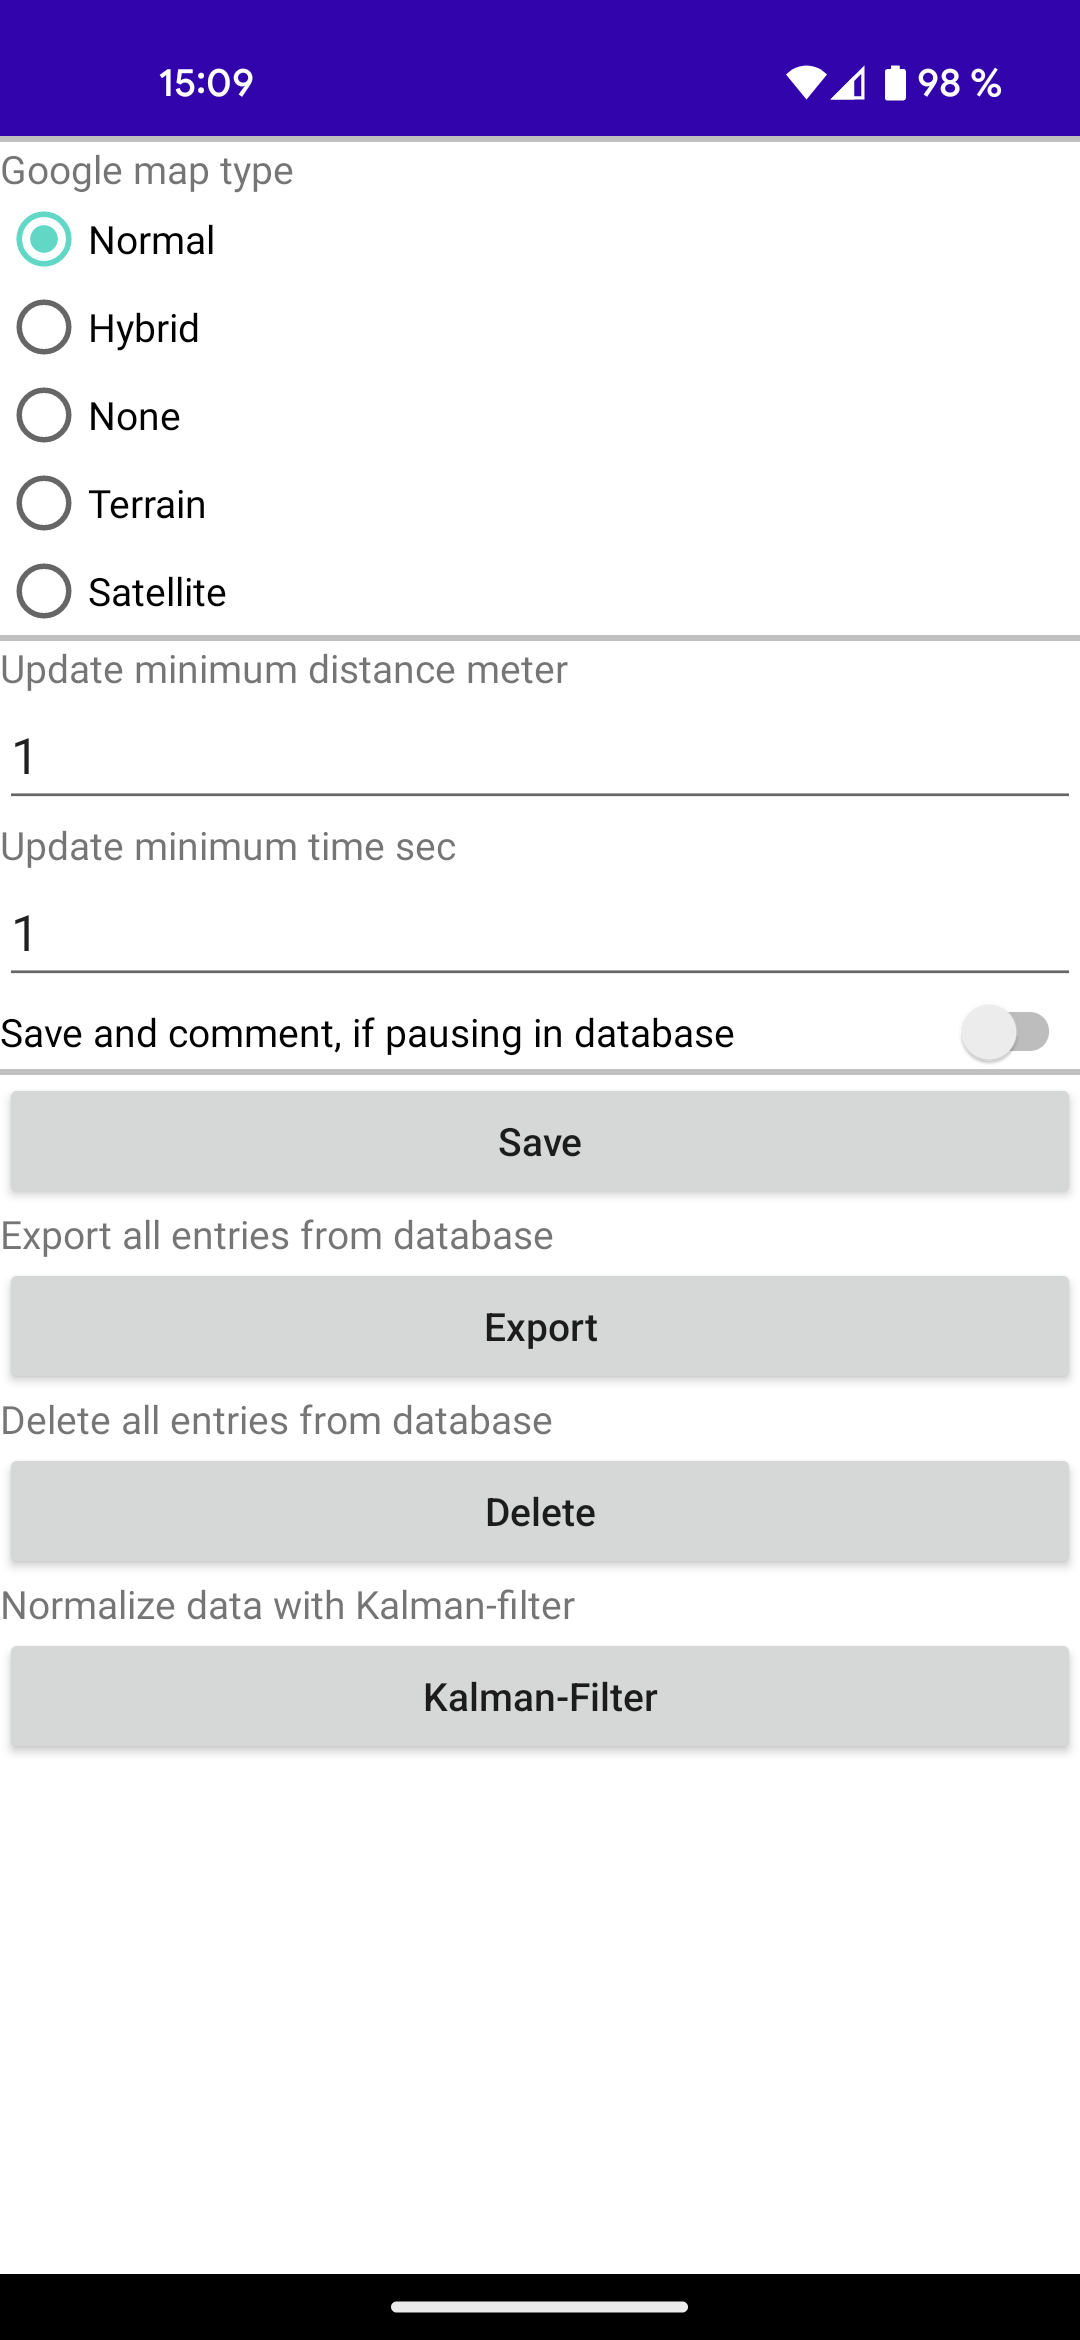 15:09 98 %
Google map type
Normal
Hybrid
None
Terrain
Satellite
Update minimum distance meter
1
Update minimum time sec
1
Save and comment, if pausing in database
Save
Export all entries from database
Export
Delete all entries from database
Delete
Normalize data with Kalman-filter
Kalman-Filter